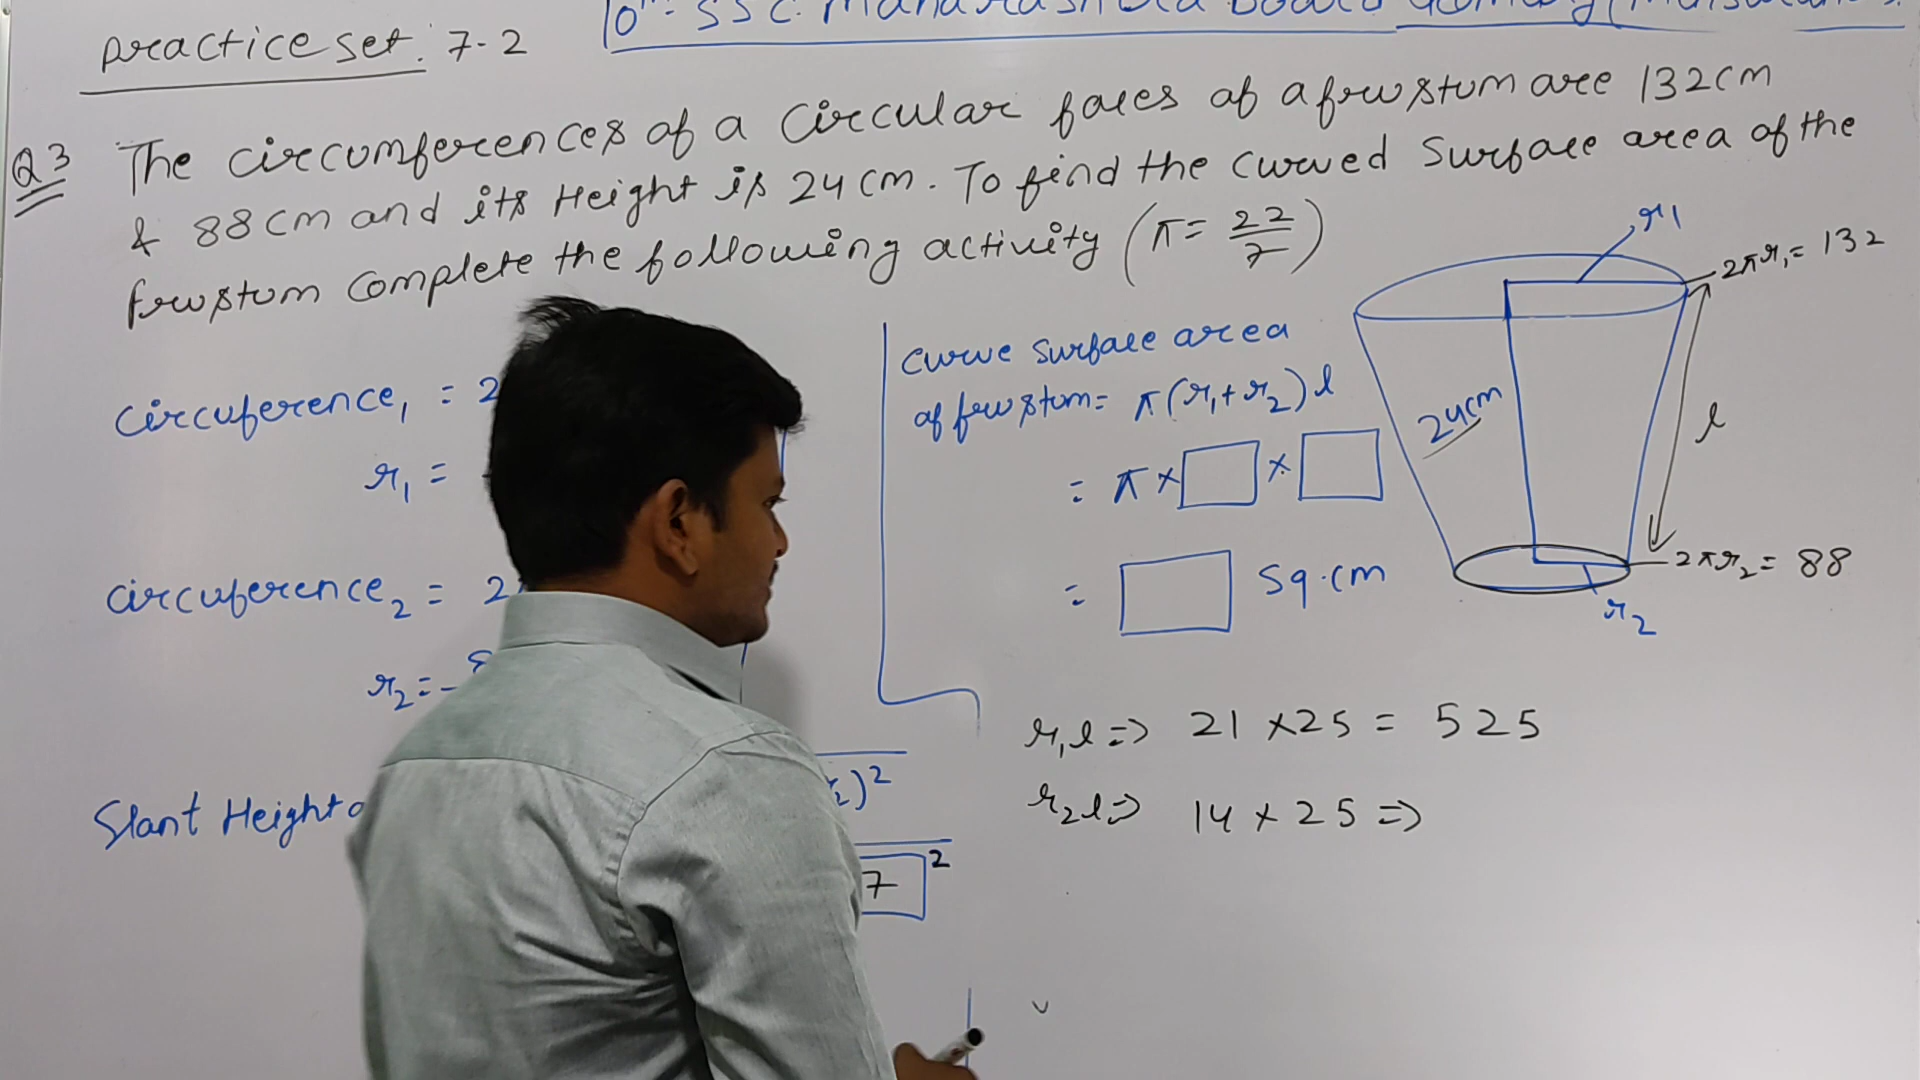 practice set: 7-2
Q3 The circumferences of a circular faces of a frustum are 132cm
& 88cm and its Height is 24cm. To find the curved surface area of the
frustum complete the following activity (π = 22/7)
circuference₁ = 2
r₁ =
circuference₂ = 2
r₂ =
Slant Height o
₂)²
7 ²
curve surface area
of frustum = π(r₁+r₂)l
= π × ×
= sq.cm
r₁
2πr₁ = 132
24cm
l
2πr₂ = 88
r₂
r₁l => 21 × 25 = 525
r₂l => 14 × 25 =>